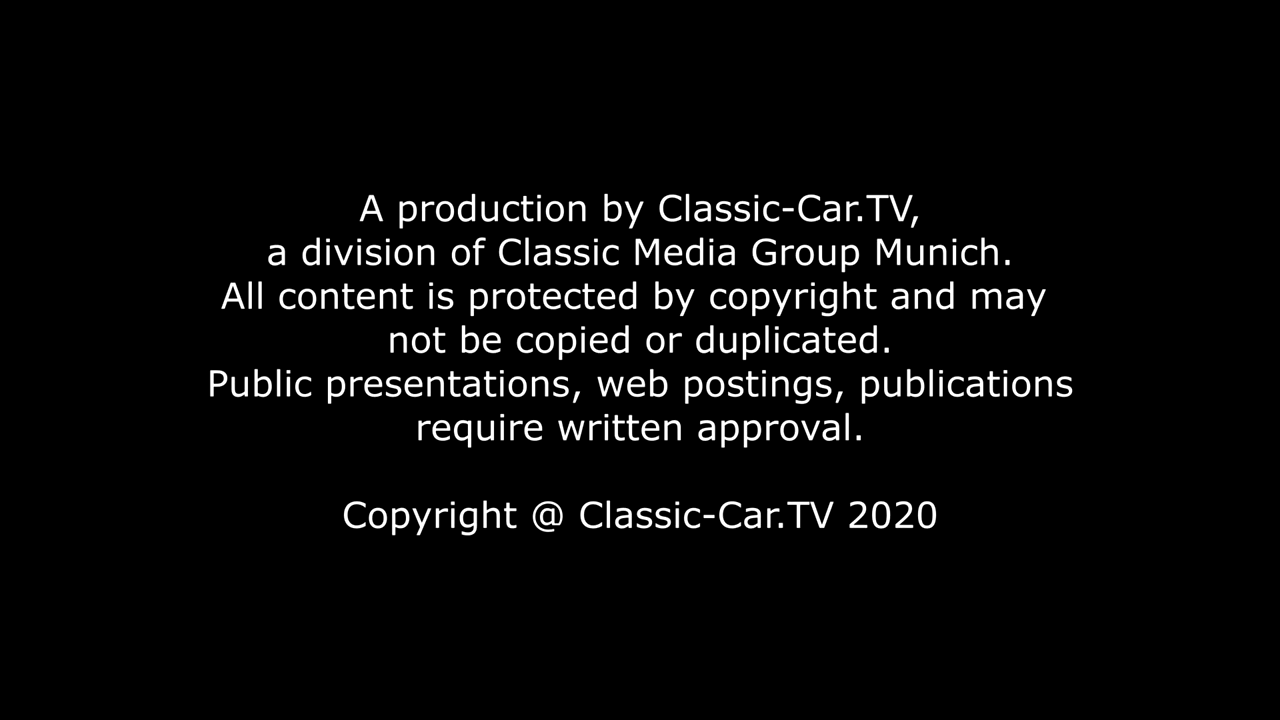 A production by Classic-Car.TV,
a division of Classic Media Group Munich.
All content is protected by copyright and may
not be copied or duplicated.
Public presentations, web postings, publications
require written approval.
Copyright @ Classic-Car.TV 2020